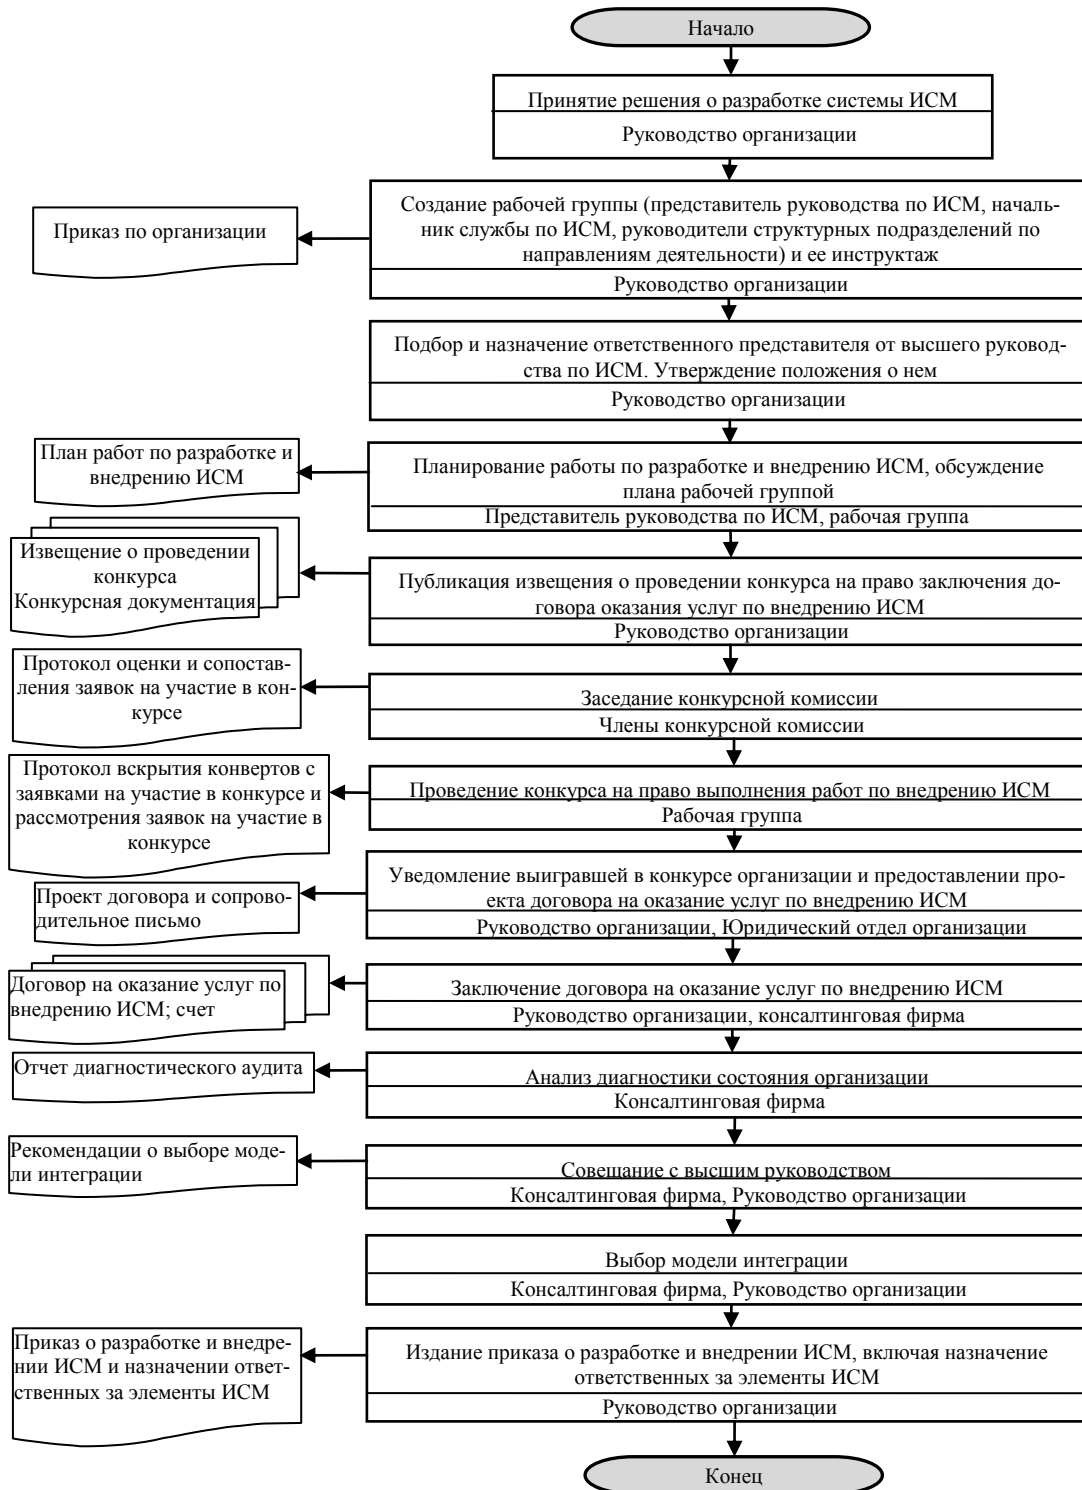 Начало
Принятие решения о разработке системы ИСМ
Руководство организации
Приказ по организации
Создание рабочей группы (представитель руководства по ИСМ, началь-
ник службы по ИСМ, руководители структурных подразделений по
направлениям деятельности) и ее инструктаж
Руководство организации
Подбор и назначение ответственного представителя от высшего руковод-
ства по ИСМ. Утверждение положения о нем
Руководство организации
План работ по разработке и
внедрению ИСМ
Планирование работы по разработке и внедрению ИСМ, обсуждение
плана рабочей группой
Представитель руководства по ИСМ, рабочая группа
Извещение о проведении
конкурса
Конкурсная документация
Публикация извещения о проведении конкурса на право заключения до-
говора оказания услуг по внедрению ИСМ
Руководство организации
Протокол оценки и сопостав-
ления заявок на участие в кон-
курсе
Заседание конкурсной комиссии
Члены конкурсной комиссии
Протокол вскрытия конвертов с
заявками на участие в конкурсе и
рассмотрения заявок на участие в
конкурсе
Проведение конкурса на право выполнения работ по внедрению ИСМ
Рабочая группа
Проект договора и сопрово-
дительное письмо
Уведомление выигравшей в конкурсе организации и предоставлении про-
екта договора на оказание услуг по внедрению ИСМ
Руководство организации, Юридический отдел организации
Договор на оказание услуг по
внедрению ИСМ; счет
Заключение договора на оказание услуг по внедрению ИСМ
Руководство организации, консалтинговая фирма
Отчет диагностического аудита
Анализ диагностики состояния организации
Консалтинговая фирма
Рекомендации о выборе моде-
ли интеграции
Совещание с высшим руководством
Консалтинговая фирма, Руководство организации
Выбор модели интеграции
Консалтинговая фирма, Руководство организации
Приказ о разработке и внедре-
нии ИСМ и назначении ответ-
ственных за элементы ИСМ
Издание приказа о разработке и внедрении ИСМ, включая назначение
ответственных за элементы ИСМ
Руководство организации
Конец